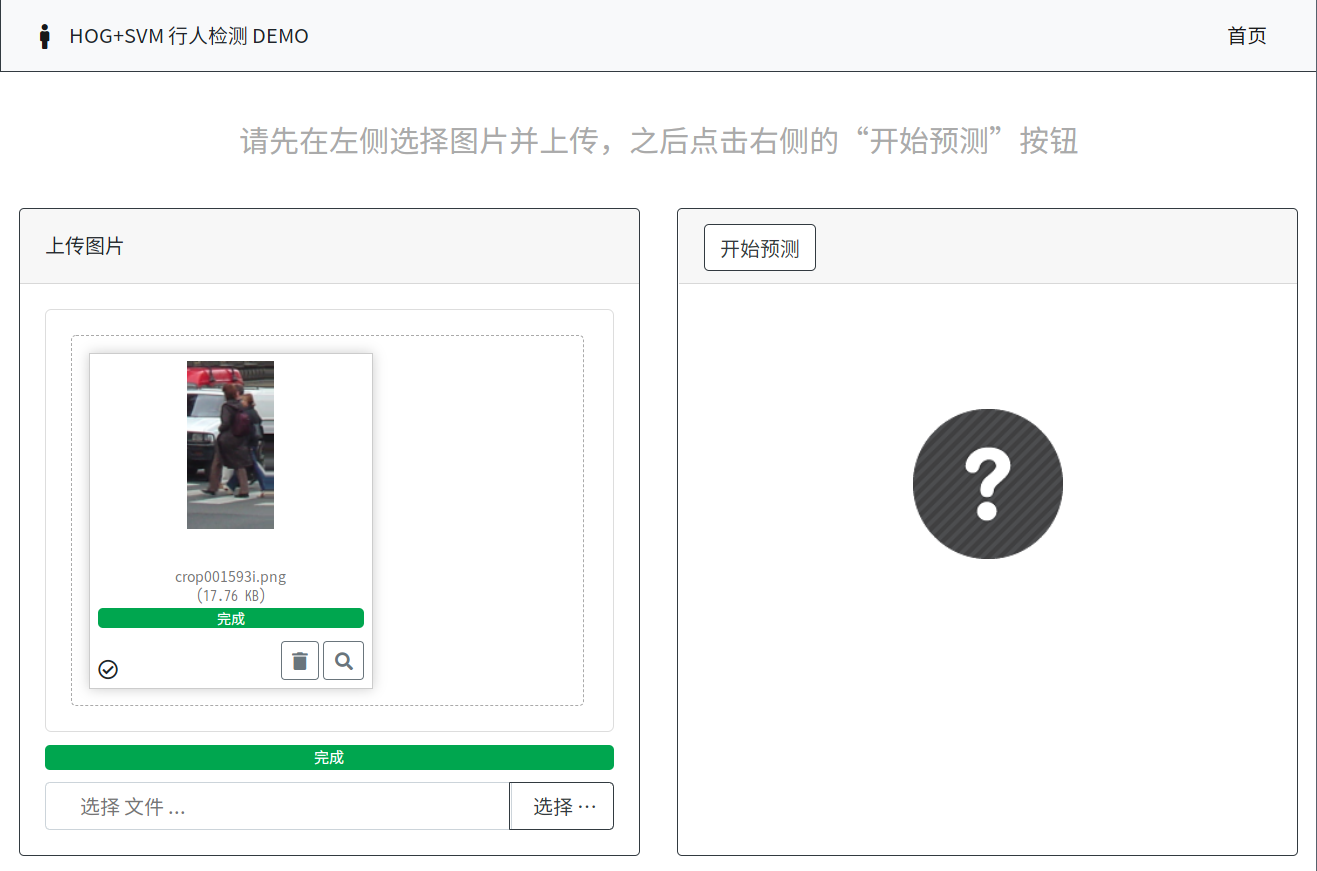 HOG+SVM 行人检测 DEMO
首页
请先在左侧选择图片并上传，之后点击右侧的“开始预测”按钮
上传图片
开始预测
crop001593i.png
(17.76 KB)
完成
完成
选择 文件 ...
选择 …